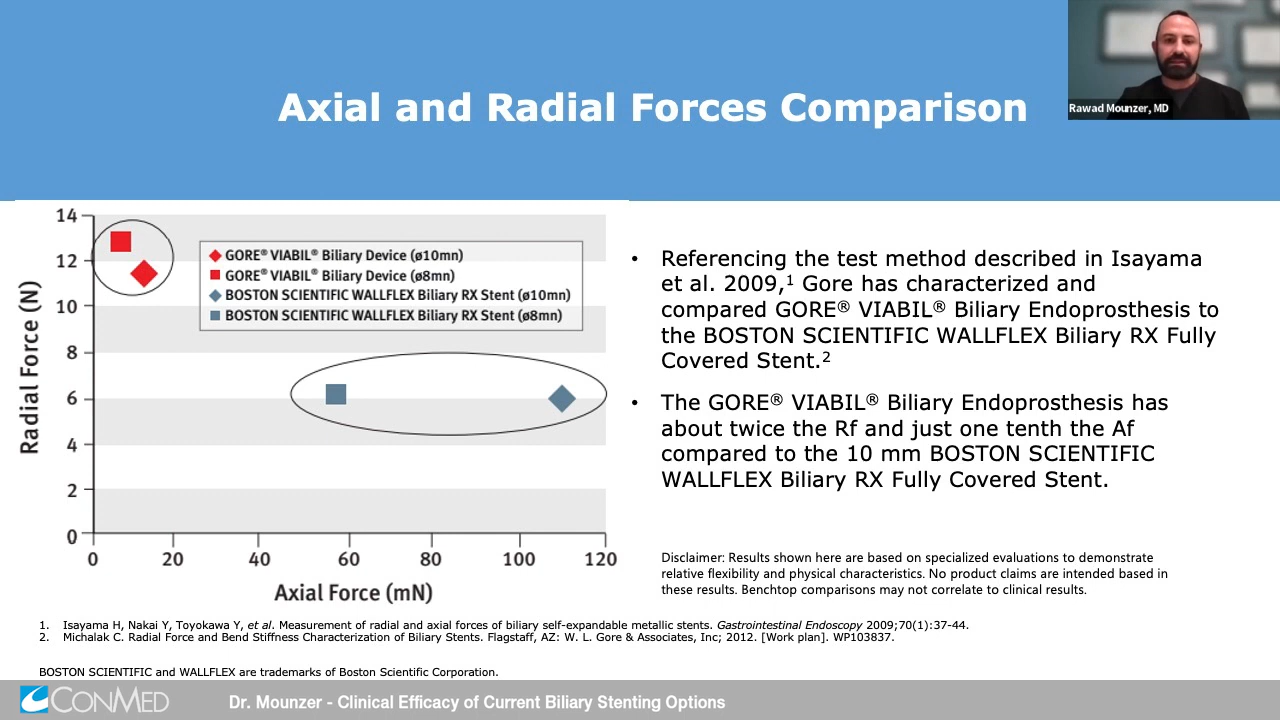 Axial and Radial Forces Comparison
Rawad Mounzer, MD
14
12
10
8
6
4
2
0
Radial Force (N)
GORE® VIABIL® Biliary Device (ø10mn)
GORE® VIABIL® Biliary Device (ø8mn)
BOSTON SCIENTIFIC WALLFLEX Biliary RX Stent (ø10mn)
BOSTON SCIENTIFIC WALLFLEX Biliary RX Stent (ø8mn)
0 20 40 60 80 100 120
Axial Force (mN)
• Referencing the test method described in Isayama
et al. 2009,¹ Gore has characterized and
compared GORE® VIABIL® Biliary Endoprosthesis to
the BOSTON SCIENTIFIC WALLFLEX Biliary RX Fully
Covered Stent.²
• The GORE® VIABIL® Biliary Endoprosthesis has
about twice the Rf and just one tenth the Af
compared to the 10 mm BOSTON SCIENTIFIC
WALLFLEX Biliary RX Fully Covered Stent.
Disclaimer: Results shown here are based on specialized evaluations to demonstrate
relative flexibility and physical characteristics. No product claims are intended based in
these results. Benchtop comparisons may not correlate to clinical results.
1. Isayama H, Nakai Y, Toyokawa Y, et al. Measurement of radial and axial forces of biliary self-expandable metallic stents. Gastrointestinal Endoscopy 2009;70(1):37-44.
2. Michalak C. Radial Force and Bend Stiffness Characterization of Biliary Stents. Flagstaff, AZ: W. L. Gore & Associates, Inc; 2012. [Work plan]. WP103837.
BOSTON SCIENTIFIC and WALLFLEX are trademarks of Boston Scientific Corporation.
CONMED
Dr. Mounzer - Clinical Efficacy of Current Biliary Stenting Options